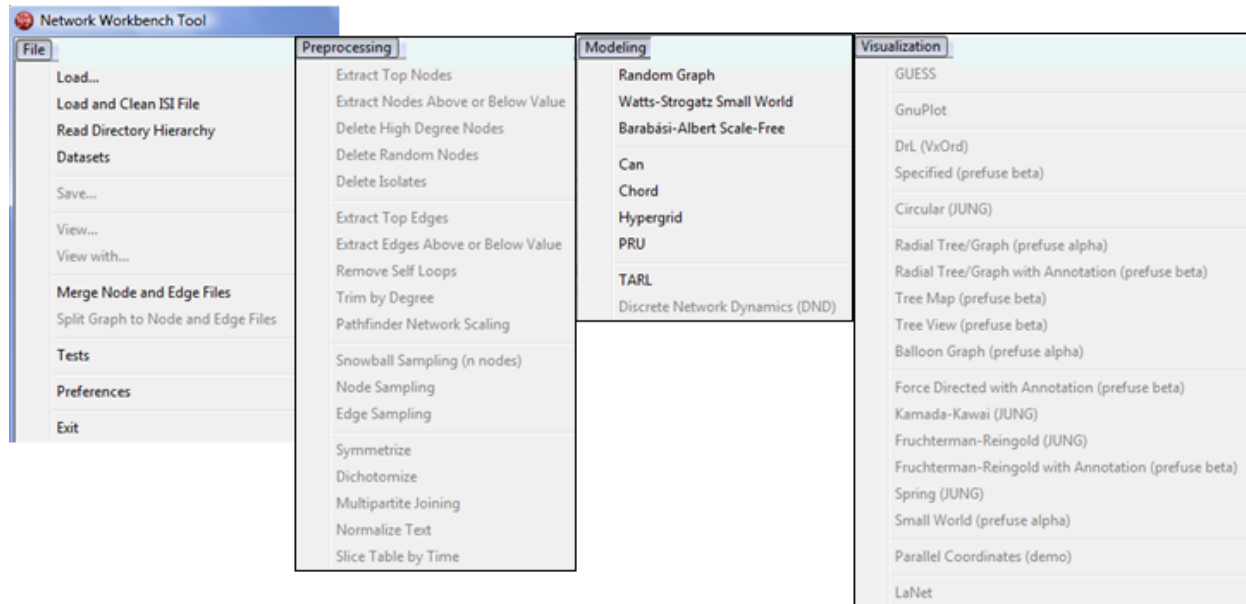 Network Workbench Tool
File
Load...
Load and Clean ISI File
Read Directory Hierarchy
Datasets
Save...
View...
View with...
Merge Node and Edge Files
Split Graph to Node and Edge Files
Tests
Preferences
Exit
Preprocessing
Extract Top Nodes
Extract Nodes Above or Below Value
Delete High Degree Nodes
Delete Random Nodes
Delete Isolates
Extract Top Edges
Extract Edges Above or Below Value
Remove Self Loops
Trim by Degree
Pathfinder Network Scaling
Snowball Sampling (n nodes)
Node Sampling
Edge Sampling
Symmetrize
Dichotomize
Multipartite Joining
Normalize Text
Slice Table by Time
Modeling
Random Graph
Watts-Strogatz Small World
Barabási-Albert Scale-Free
Can
Chord
Hypergrid
PRU
TARL
Discrete Network Dynamics (DND)
Visualization
GUESS
GnuPlot
DrL (VxOrd)
Specified (prefuse beta)
Circular (JUNG)
Radial Tree/Graph (prefuse alpha)
Radial Tree/Graph with Annotation (prefuse beta)
Tree Map (prefuse beta)
Tree View (prefuse beta)
Balloon Graph (prefuse alpha)
Force Directed with Annotation (prefuse beta)
Kamada-Kawai (JUNG)
Fruchterman-Reingold (JUNG)
Fruchterman-Reingold with Annotation (prefuse beta)
Spring (JUNG)
Small World (prefuse alpha)
Parallel Coordinates (demo)
LaNet